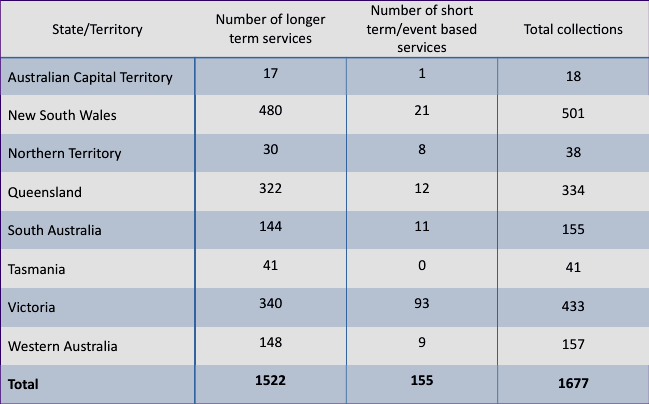 State/Territory Number of longer term services Number of short term/event based services Total collections
Australian Capital Territory 17 1 18
New South Wales 480 21 501
Northern Territory 30 8 38
Queensland 322 12 334
South Australia 144 11 155
Tasmania 41 0 41
Victoria 340 93 433
Western Australia 148 9 157
Total 1522 155 1677